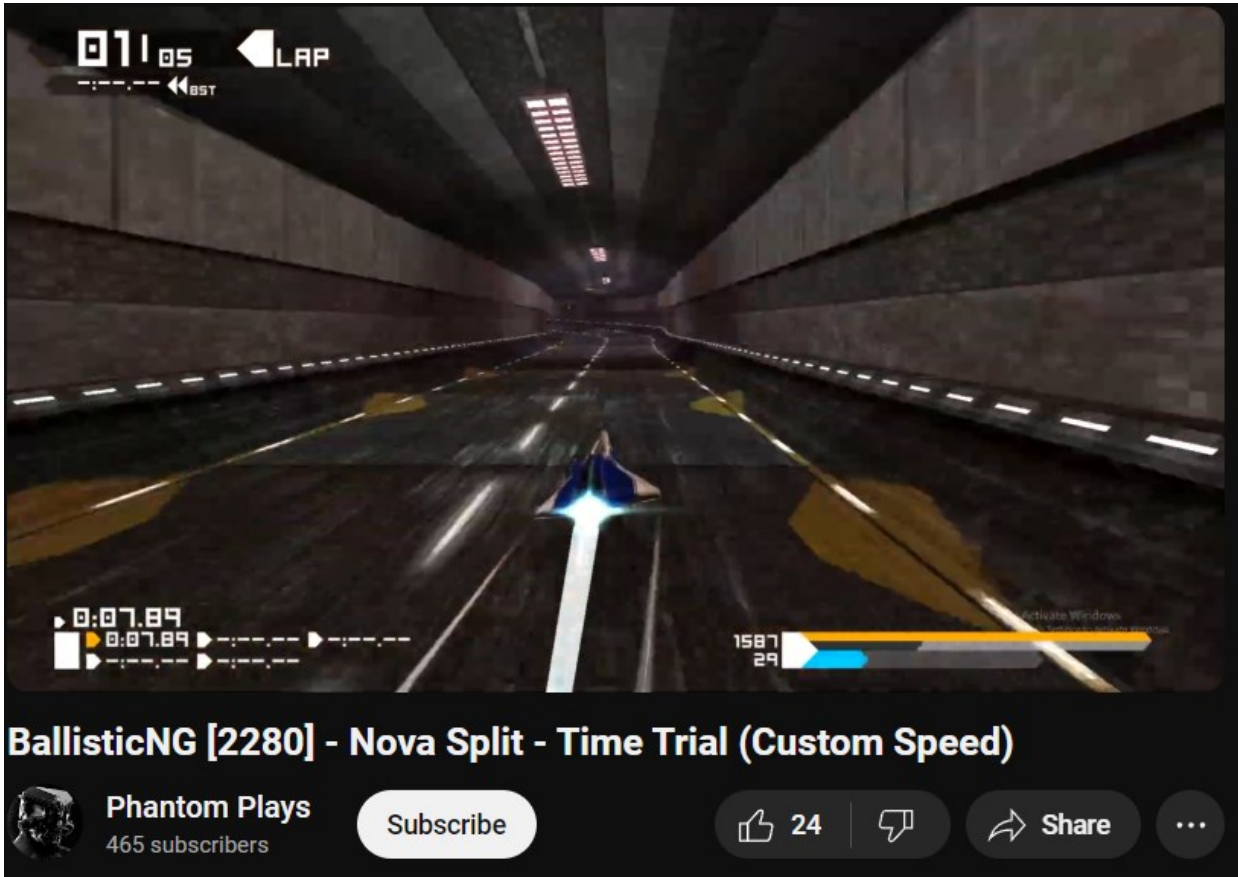 01 | 05 LAP
-:--.-- BST
0:07.89
0:07.89 -:--.-- -:--.--
-:--.-- -:--.--
Activate Windows
1587
29
BallisticNG [2280] - Nova Split - Time Trial (Custom Speed)
Phantom Plays
465 subscribers
Subscribe
24
Share